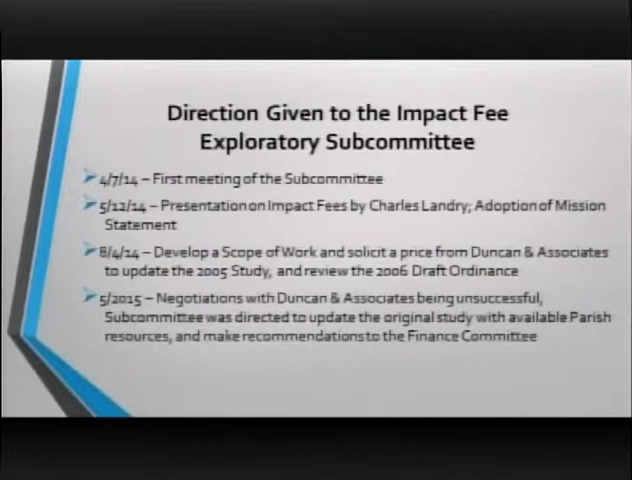 Direction Given to the Impact Fee
Exploratory Subcommittee
4/7/14 – First meeting of the Subcommittee
5/12/14 – Presentation on Impact Fees by Charles Landry; Adoption of Mission
Statement
8/4/14 – Develop a Scope of Work and solicit a price from Duncan & Associates
to update the 2005 Study, and review the 2006 Draft Ordinance
5/2015 – Negotiations with Duncan & Associates being unsuccessful,
Subcommittee was directed to update the original study with available Parish
resources, and make recommendations to the Finance Committee